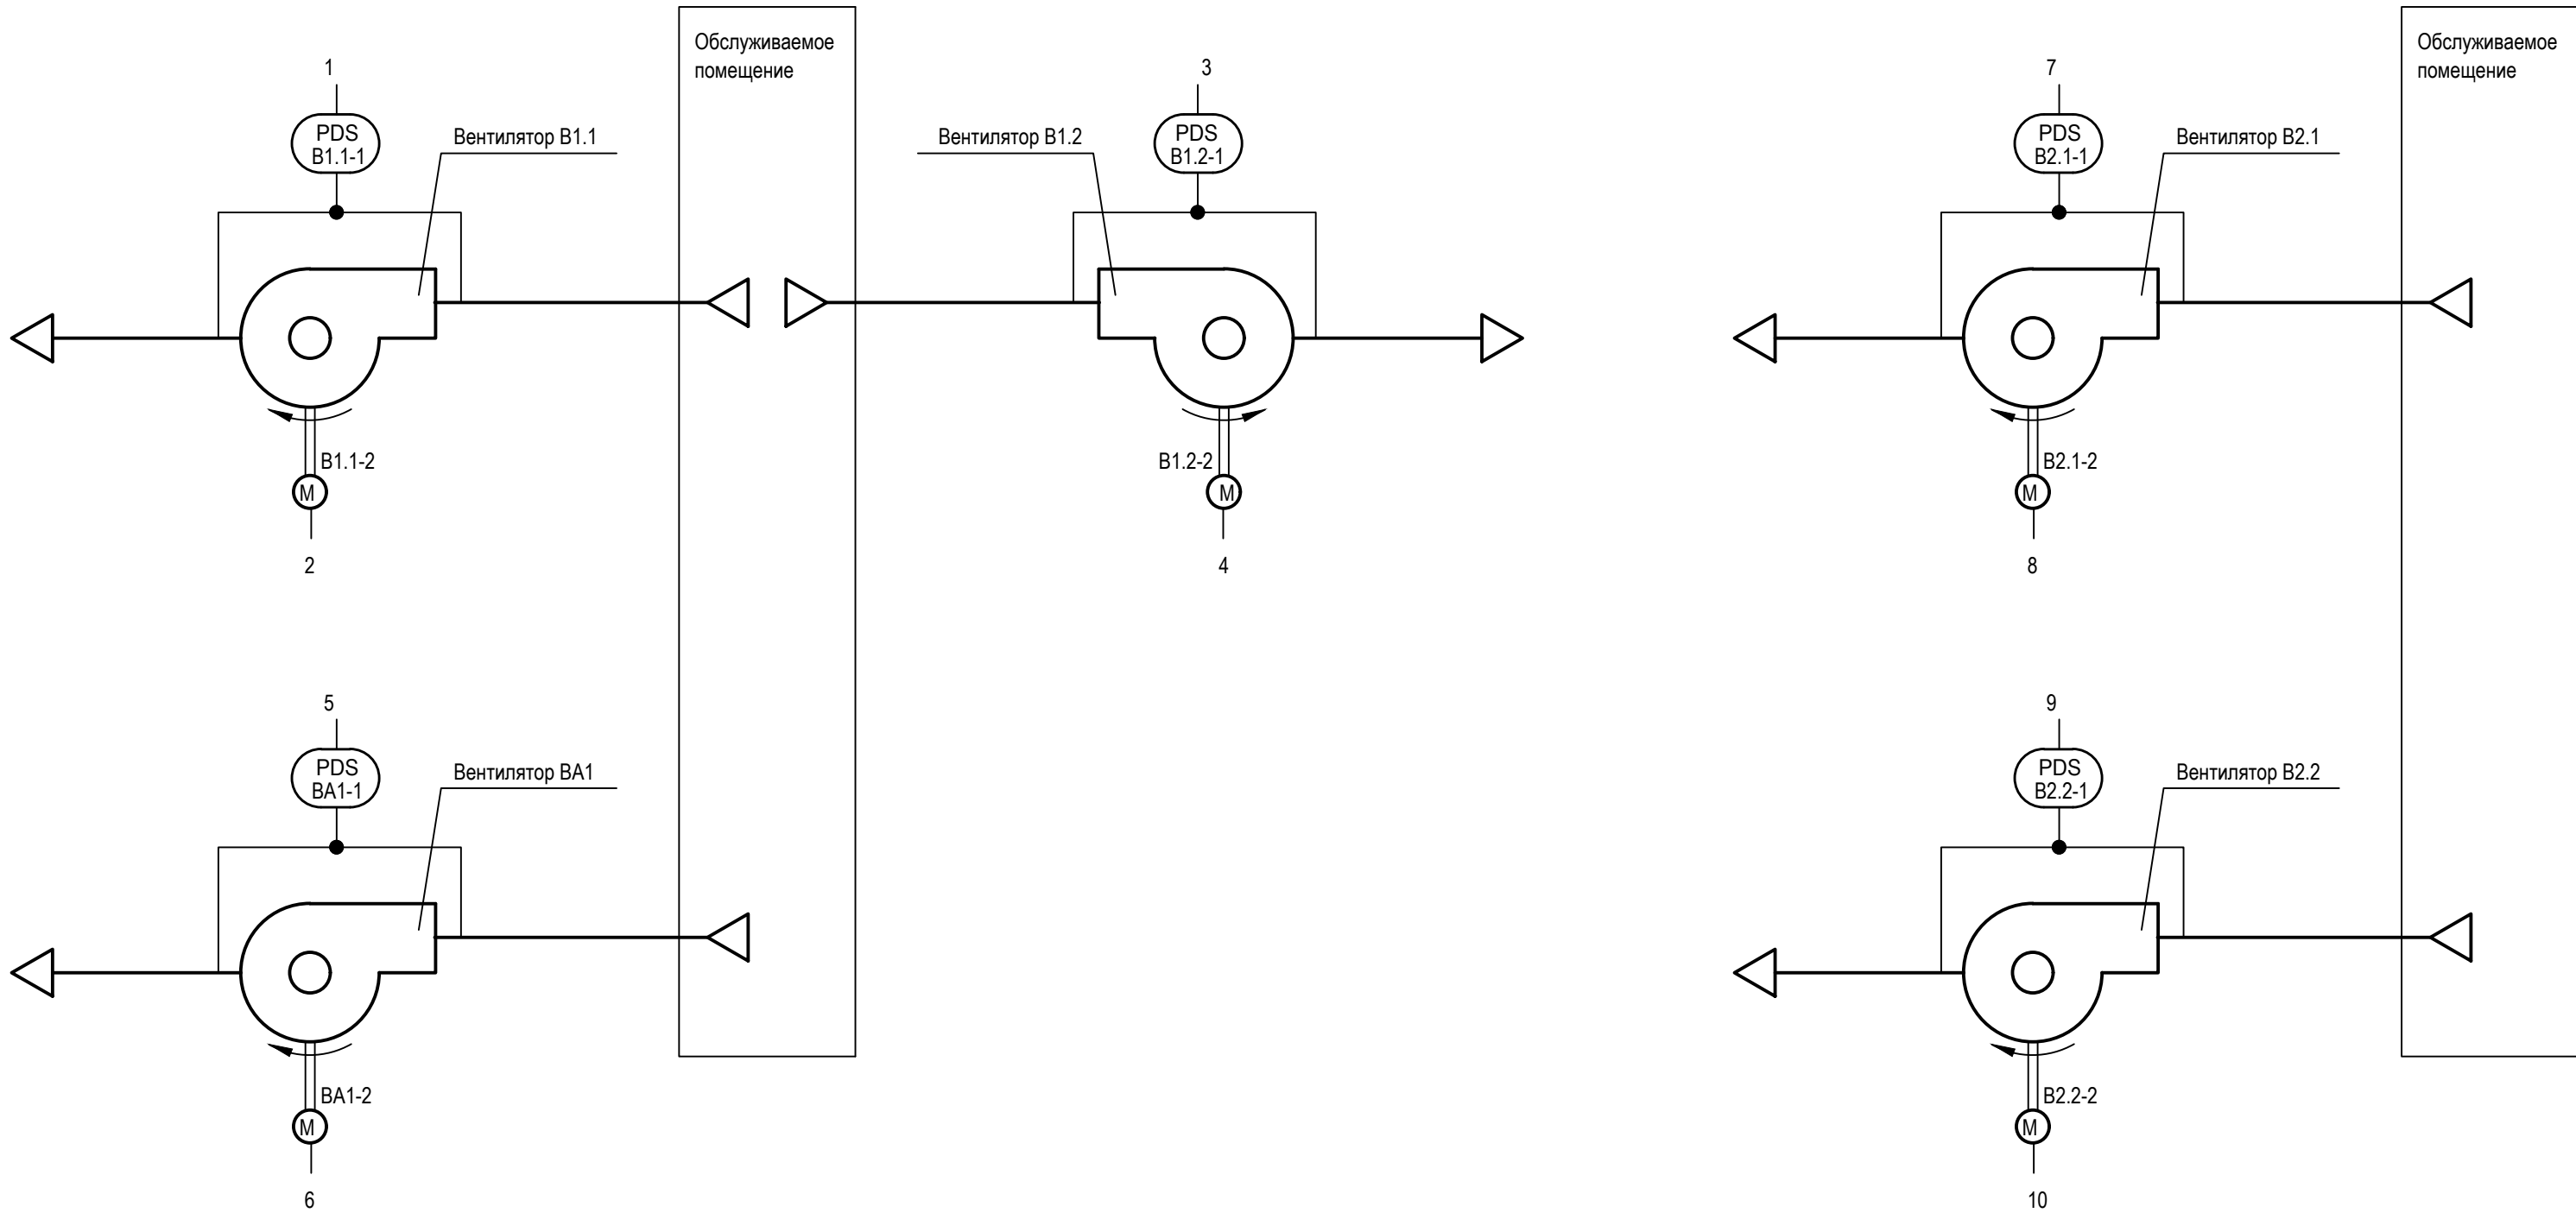 Обслуживаемое
помещение
1
PDS
В1.1-1
Вентилятор В1.1
В1.1-2
М
2
3
PDS
В1.2-1
Вентилятор В1.2
В1.2-2
М
4
5
PDS
ВА1-1
Вентилятор ВА1
ВА1-2
М
6
Обслуживаемое
помещение
7
PDS
В2.1-1
Вентилятор В2.1
В2.1-2
М
8
9
PDS
В2.2-1
Вентилятор В2.2
В2.2-2
М
10